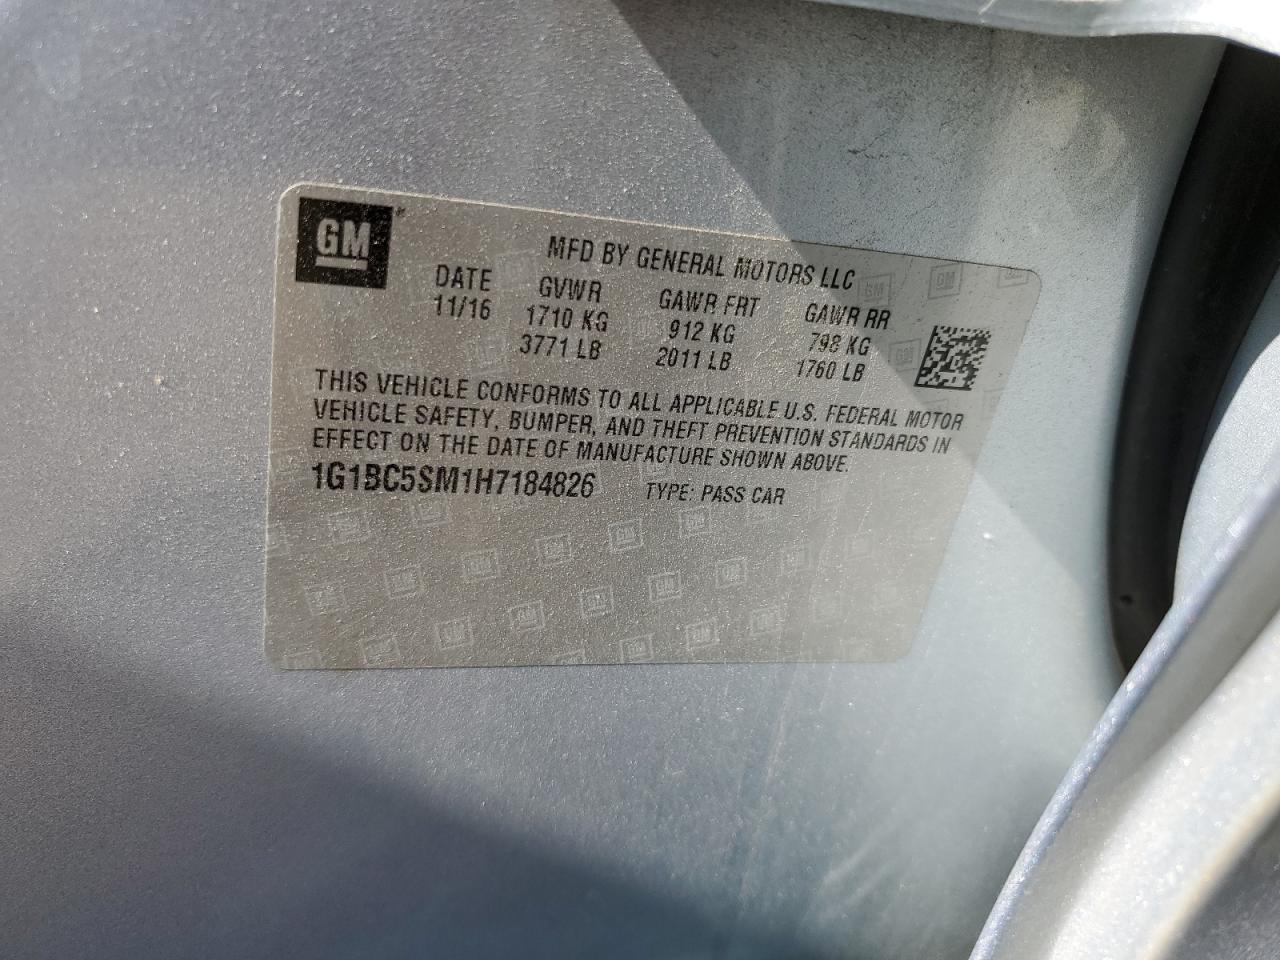 GM®
MFD BY GENERAL MOTORS LLC
DATE GVWR GAWR FRT GAWR RR
11/16 1710 KG 912 KG 798 KG
3771 LB 2011 LB 1760 LB
THIS VEHICLE CONFORMS TO ALL APPLICABLE U.S. FEDERAL MOTOR
VEHICLE SAFETY, BUMPER, AND THEFT PREVENTION STANDARDS IN
EFFECT ON THE DATE OF MANUFACTURE SHOWN ABOVE.
1G1BC5SM1H7184826 TYPE: PASS CAR